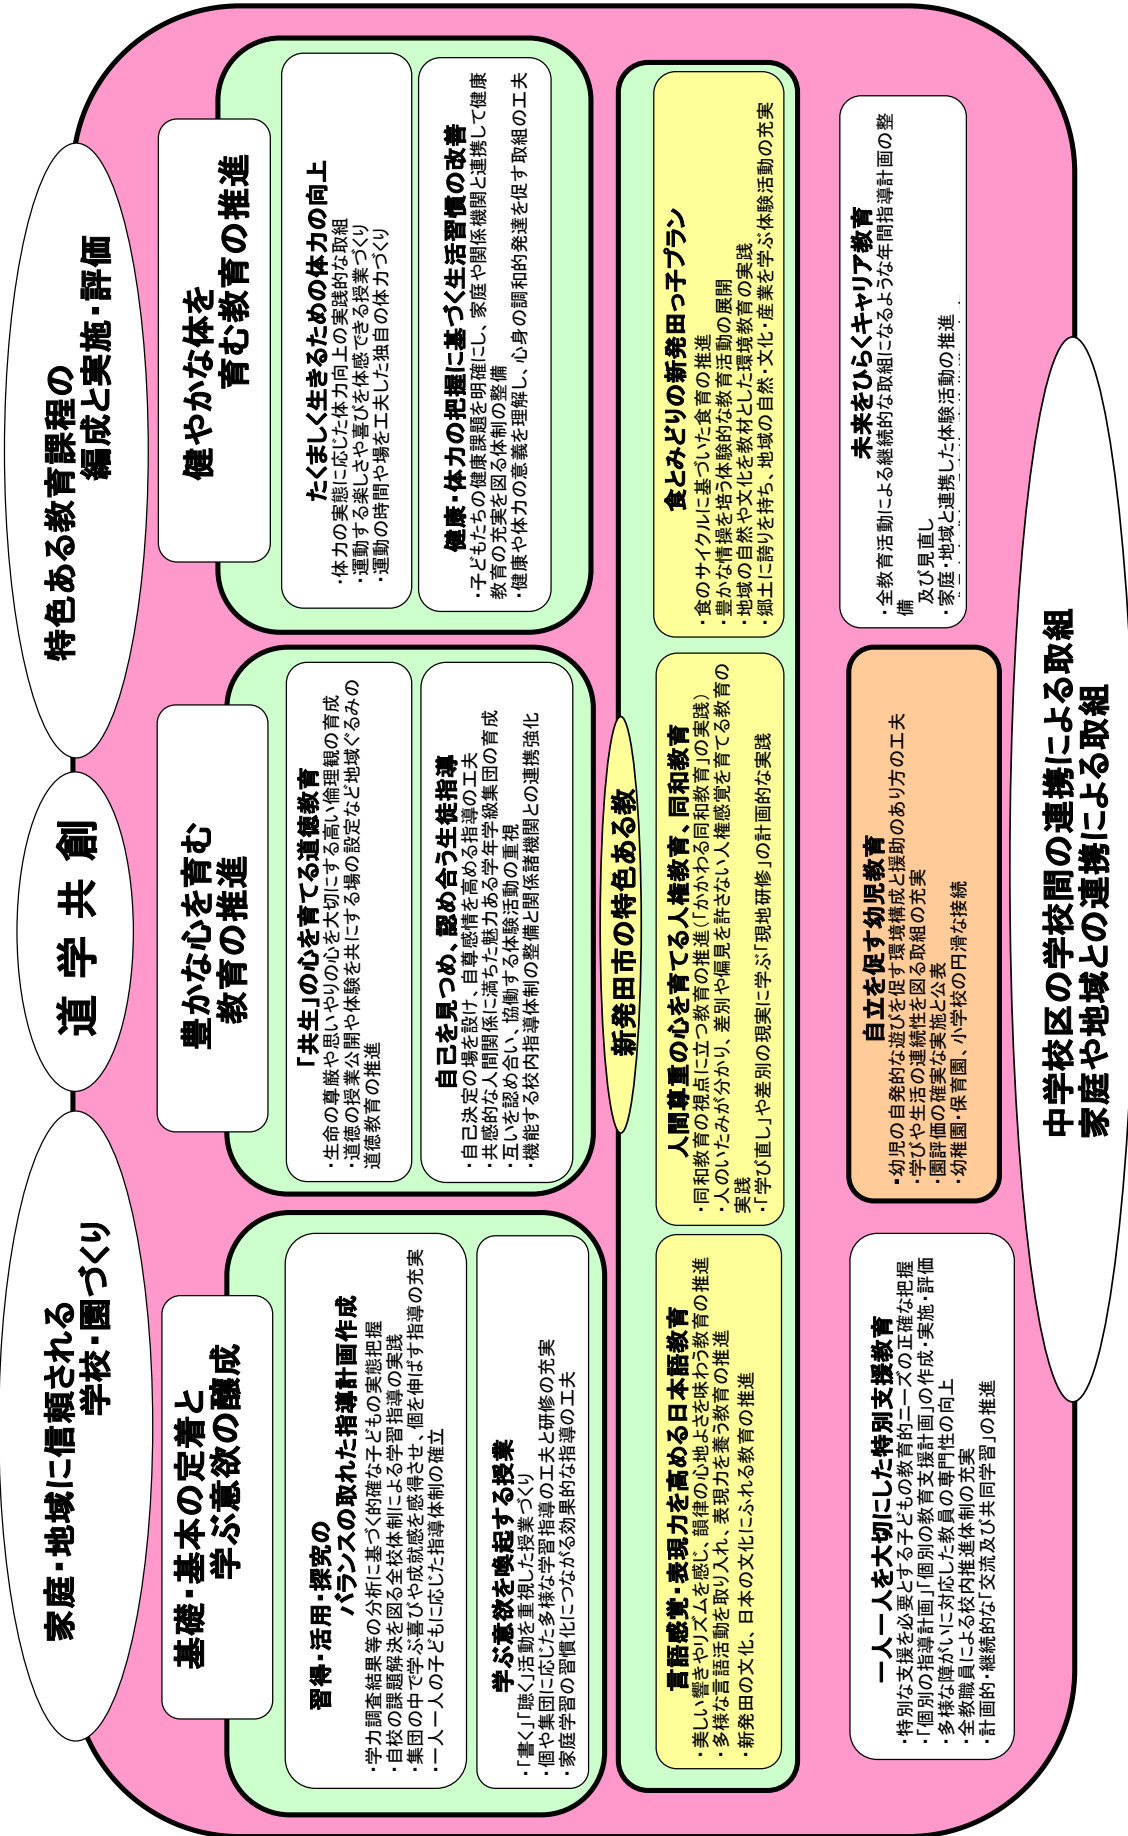 家庭・地域に信頼される
学校・園づくり
道 学 共 創
特色ある教育課程の
編成と実施・評価
基礎・基本の定着と
学ぶ意欲の醸成
習得・活用・探究の
バランスの取れた指導計画作成
・学力調査結果等の分析に基づく的確な子どもの実態把握
・自校の課題解決を図る全校体制による学習指導の実践
・集団の中で学ぶ喜びや成就感を感得させ、個を伸ばす指導の充実
・一人一人の子どもに応じた指導体制の確立
学ぶ意欲を喚起する授業
・「書く」「聴く」活動を重視した授業づくり
・個や集団に応じた多様な学習指導の工夫と研修の充実
・家庭学習の習慣化につながる効果的な指導の工夫
豊かな心を育む
教育の推進
「共生」の心を育てる道徳教育
・生命の尊厳や思いやりの心を大切にする高い倫理観の育成
・道徳の授業公開や体験を共にする場の設定など地域ぐるみの
道徳教育の推進
自己を見つめ、認め合う生徒指導
・自己決定の場を設け、自尊感情を高める指導の工夫
・共感的な人間関係に満ちた魅力ある学年学級集団の育成
・互いを認め合い、協働する体験活動の重視
・機能する校内指導体制の整備と関係諸機関との連携強化
健やかな体を
育む教育の推進
たくましく生きるための体力の向上
・体力の実態に応じた体力向上の実践的な取組
・運動する楽しさや喜びを体感できる授業づくり
・運動の時間や場を工夫した独自の体力づくり
健康・体力の把握に基づく生活習慣の改善
・子どもたちの健康課題を明確にし、家庭や関係機関と連携して健康
教育の充実を図る体制の整備
・健康や体力の意義を理解し、心身の調和的発達を促す取組の工夫
新発田市の特色ある教
言語感覚・表現力を高める日本語教育
・美しい響きやリズムを感じ、韻律の心地よさを味わう教育の推進
・多様な言語活動を取り入れ、表現力を養う教育の推進
・新発田の文化、日本の文化にふれる教育の推進
人間尊重の心を育てる人権教育、同和教育
・同和教育の視点に立つ教育の推進（「かかわる同和教育」の実践）
・人のいたみが分かり、差別や偏見を許さない人権感覚を育てる教育の
実践
・「学び直し」や差別の現実に学ぶ「現地研修」の計画的な実践
食とみどりの新発田っ子プラン
・食のサイクルに基づいた食育の推進
・豊かな情操を培う体験的な教育活動の展開
・地域の自然や文化を教材とした環境教育の実践
・郷土に誇りを持ち、地域の自然・文化・産業を学ぶ体験活動の充実
一人一人を大切にした特別支援教育
・特別な支援を必要とする子どもの教育的ニーズの正確な把握
・「個別の指導計画」「個別の教育支援計画」の作成・実施・評価
・多様な障がいに対応した教員の専門性の向上
・全教職員による校内推進体制の充実
・計画的・継続的な「交流及び共同学習」の推進
自立を促す幼児教育
・幼児の自発的な遊びを促す環境構成と援助のあり方の工夫
・学びや生活の連続性を図る取組の充実
・園評価の確実な実施と公表
・幼稚園・保育園、小学校の円滑な接続
未来をひらくキャリア教育
・全教育活動による継続的な取組になるような年間指導計画の整
備
及び見直し
・家庭・地域と連携した体験活動の推進
中学校区の学校間の連携による取組
家庭や地域との連携による取組